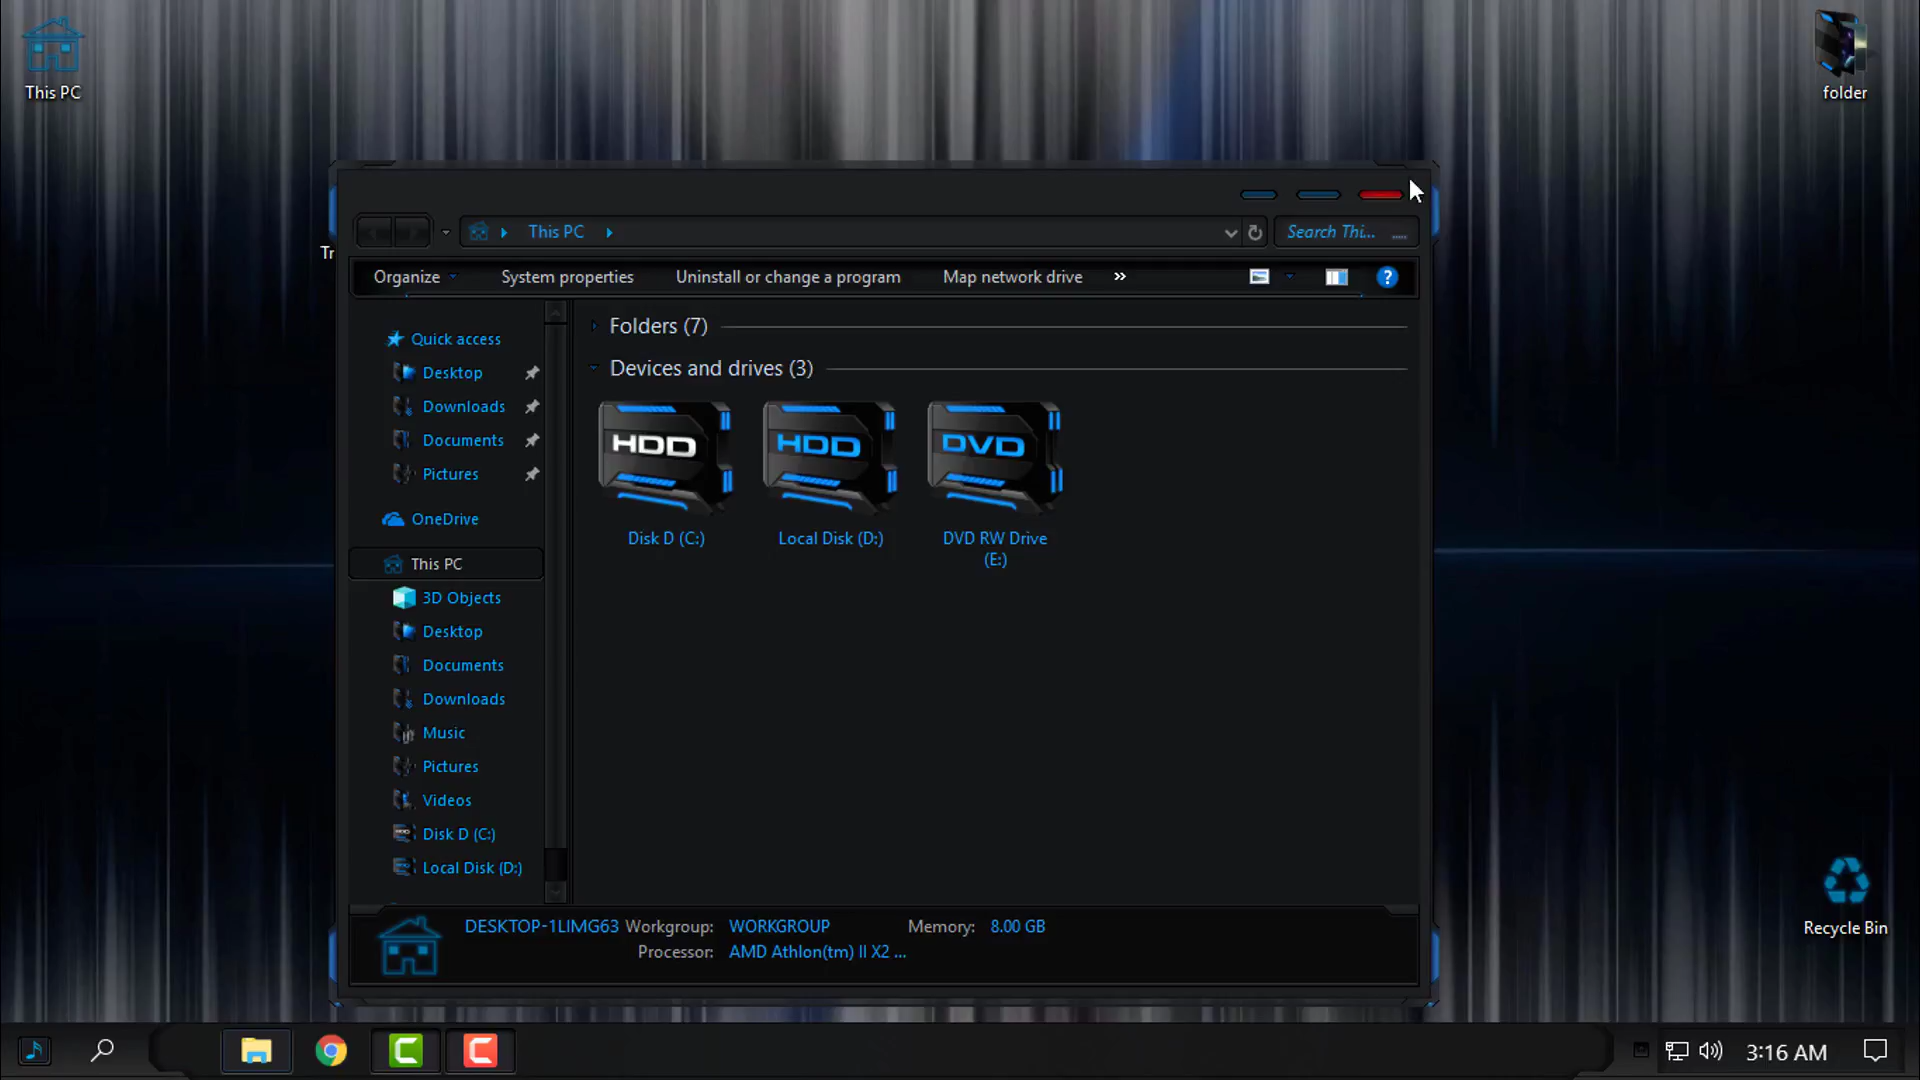 This PC
folder
Tr
This PC
Search Thi...
Organize
System properties
Uninstall or change a program
Map network drive
»
?
Quick access
Desktop
Downloads
Documents
Pictures
OneDrive
This PC
3D Objects
Desktop
Documents
Downloads
Music
Pictures
Videos
Disk D (C:)
Local Disk (D:)
Folders (7)
Devices and drives (3)
HDD
HDD
DVD
Disk D (C:)
Local Disk (D:)
DVD RW Drive
(E:)
DESKTOP-1LIMG63 Workgroup: WORKGROUP Memory: 8.00 GB
Processor: AMD Athlon(tm) II X2 ...
Recycle Bin
3:16 AM